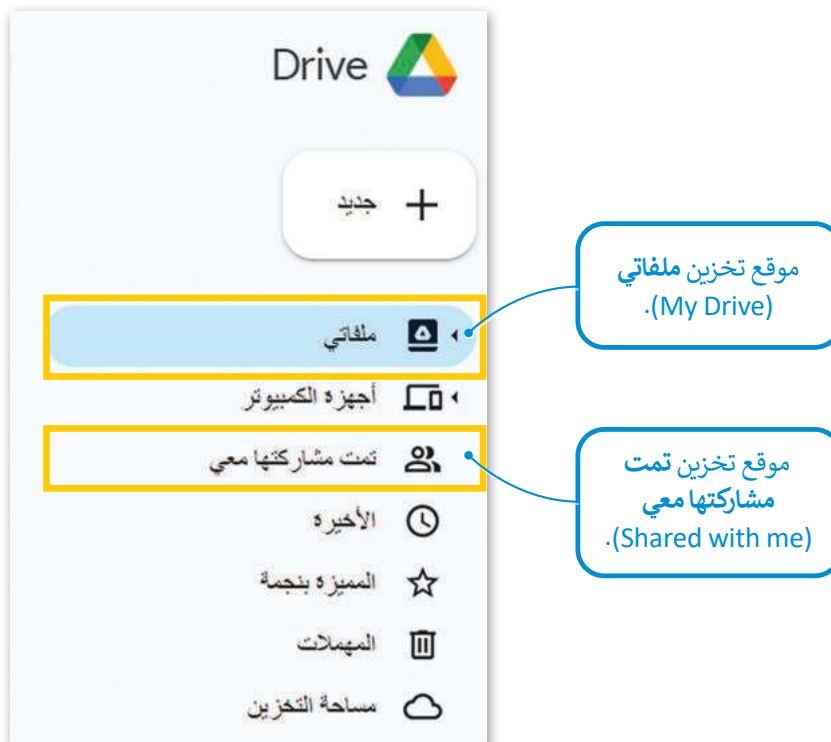 Drive
جديد
ملفاتي
أجهزة الكمبيوتر
تمت مشاركتها معي
الأخيرة
المميزة بنجمة
المهملات
مساحة التخزين
موقع تخزين ملفاتي
(My Drive).
موقع تخزين تمت
مشاركتها معي
(Shared with me).